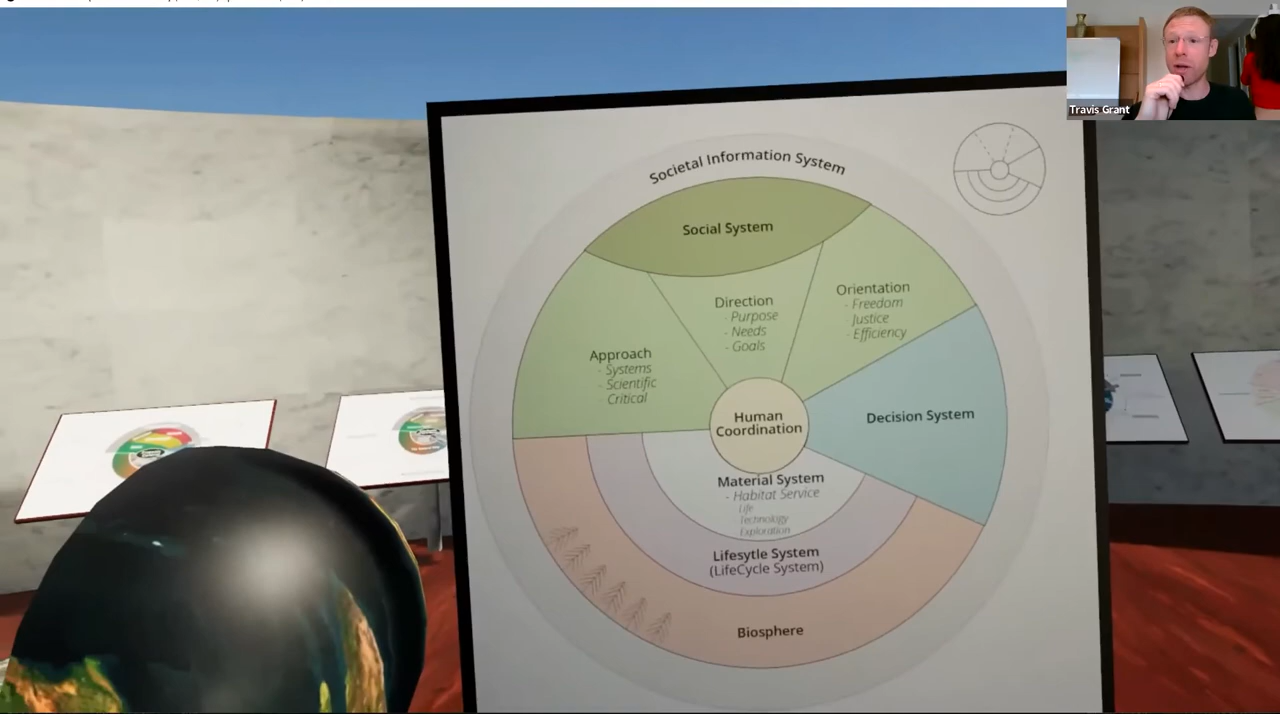 Travis Grant
Societal Information System
Social System
Direction
- Purpose
- Needs
- Goals
Orientation
- Freedom
- Justice
- Efficiency
Approach
- Systems
- Scientific
- Critical
Human
Coordination
Decision System
Material System
- Habitat Service
Life
Technology
Exploration
Lifesytle System
(LifeCycle System)
Biosphere